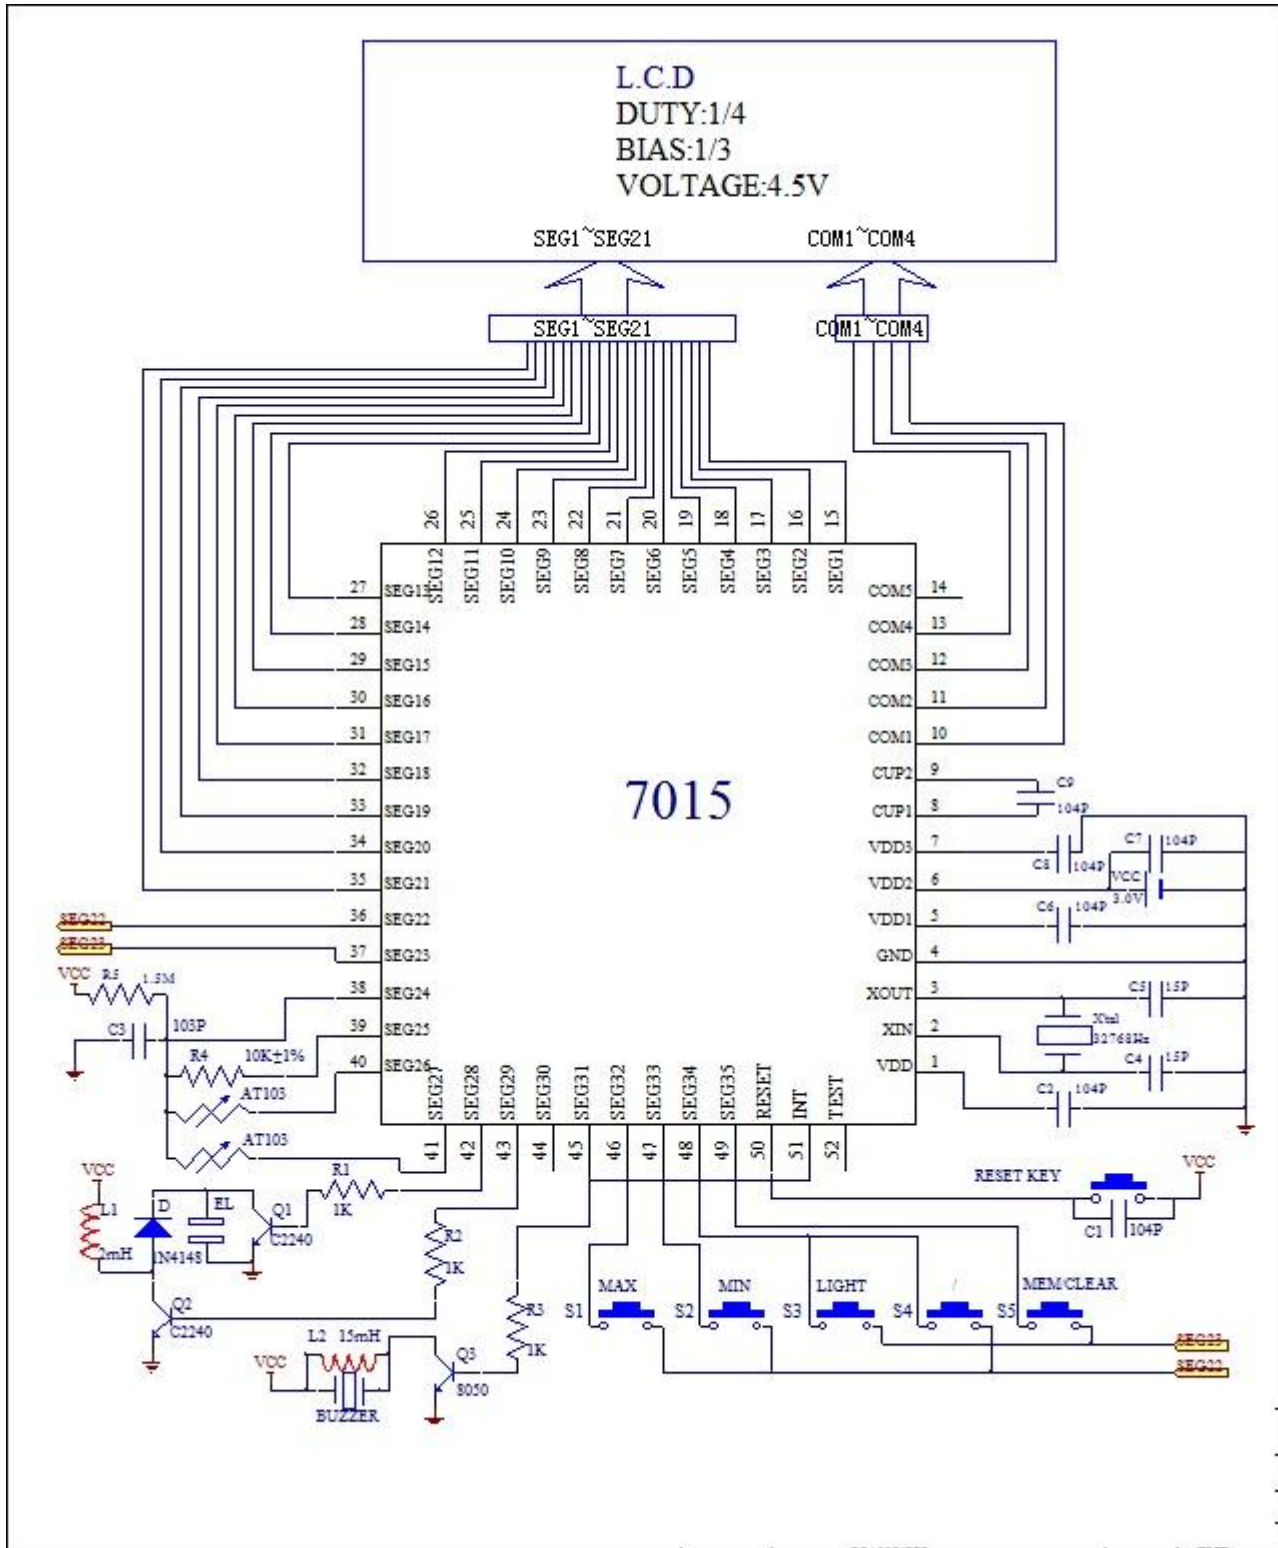 L.C.D
DUTY:1/4
BIAS:1/3
VOLTAGE:4.5V
SEG1~SEG21 COM1~COM4
SEG1~SEG21 COM1~COM4
26 25 24 23 22 21 20 19 18 17 16 15
SEG12 SEG11 SEG10 SEG9 SEG8 SEG7 SEG6 SEG5 SEG4 SEG3 SEG2 SEG1
27 SEG13 COM5 14
28 SEG14 COM4 13
29 SEG15 COM3 12
30 SEG16 COM2 11
31 SEG17 COM1 10
32 SEG18 CUP2 9
C9
7015
33 SEG19 CUP1 8
104P
34 SEG20 VDD3 7
C8 104P
C7 104P
35 SEG21 VDD2 6
VCC
3.0V
SEG22 36 SEG22 VDD1 5
C6 104P
SEG23 37 SEG23 GND 4
VCC R5 1.5M
38 SEG24 XOUT 3
C5 15P
C3 103P
39 SEG25 XIN 2
X'tal
32768Hz
R4 10K±1%
40 SEG26 VDD 1
C4 15P
C2 104P
AT103
AT103
SEG27 SEG28 SEG29 SEG30 SEG31 SEG32 SEG33 SEG34 SEG35 RESET INT TEST
41 42 43 44 45 46 47 48 49 50 51 52
VCC
RESET KEY VCC
C1 104P
L1 D EL Q1 R1
2mH 1N4148 C2240 1K
R2
1K
Q2
C2240
R3
1K
MAX MIN LIGHT / MEM/CLEAR
S1 S2 S3 S4 S5
L2 15mH
VCC
Q3
8050
BUZZER
SEG23
SEG22